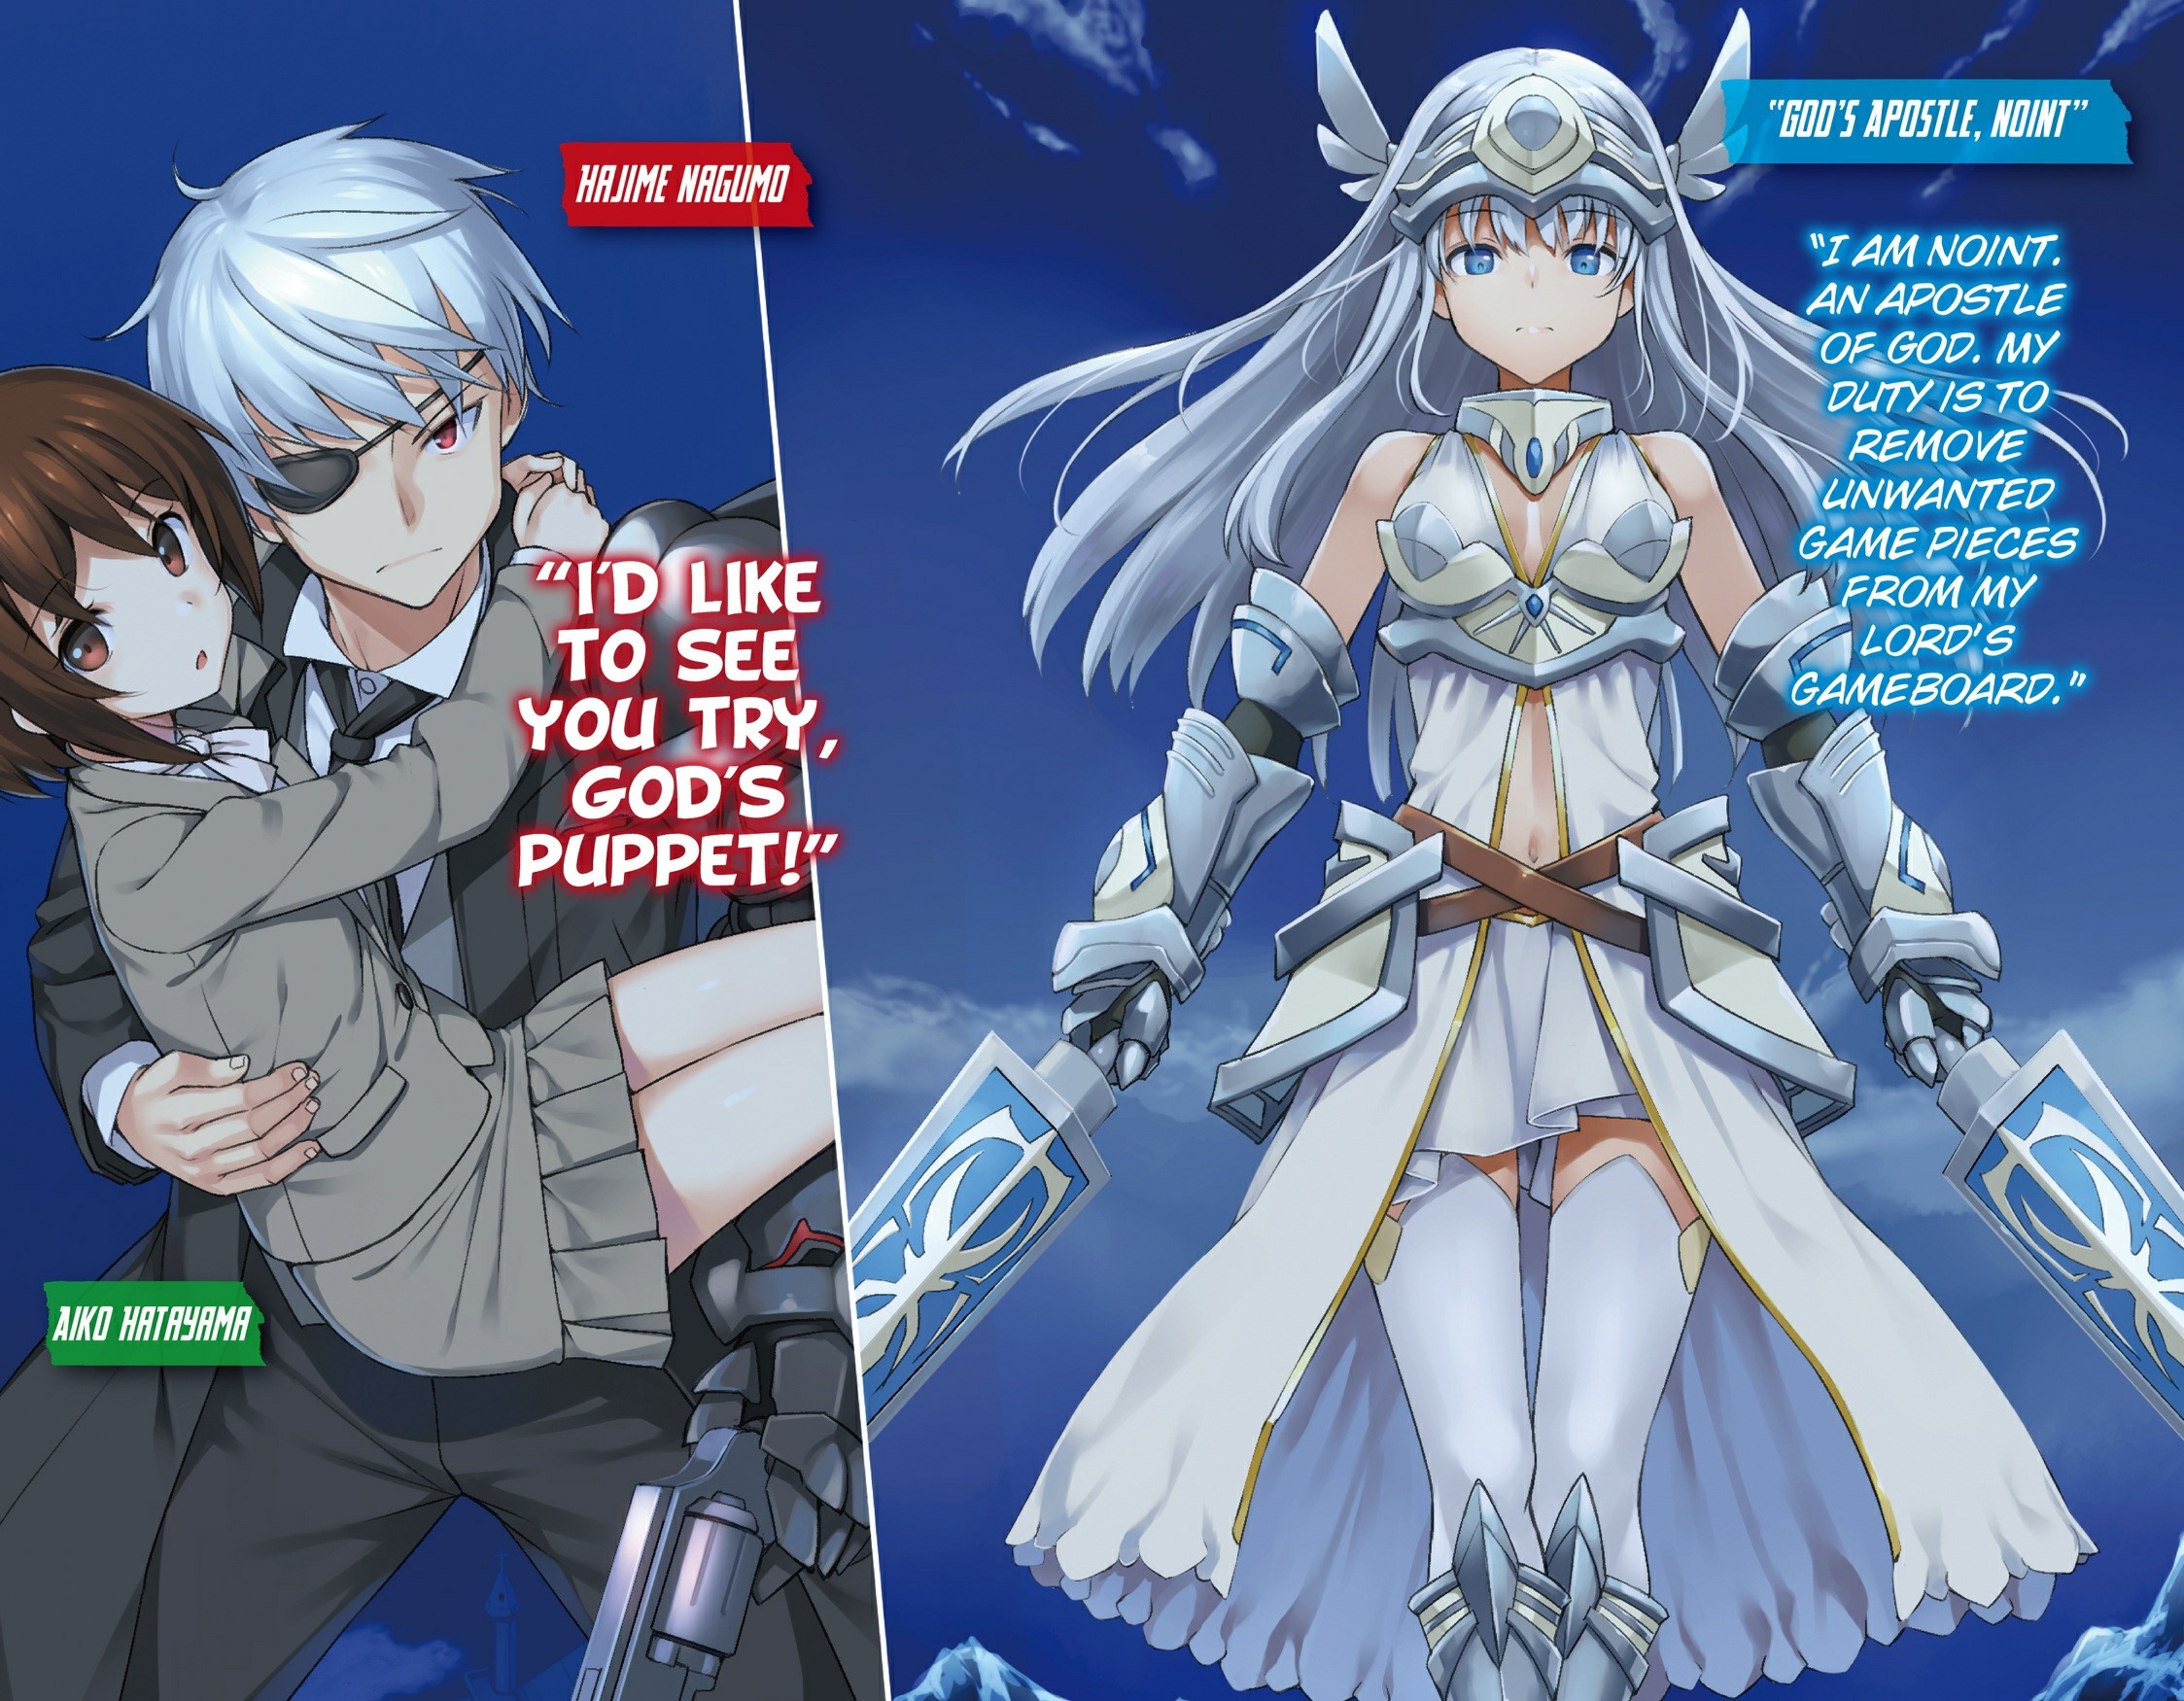 HAJIME NAGUMO
"I'D LIKE
TO SEE
YOU TRY,
GOD'S
PUPPET!"
AIKO HATAYAMA
"GOD'S APOSTLE, NOINT"
"I AM NOINT.
AN APOSTLE
OF GOD. MY
DUTY IS TO
REMOVE
UNWANTED
GAME PIECES
FROM MY
LORD'S
GAMEBOARD."